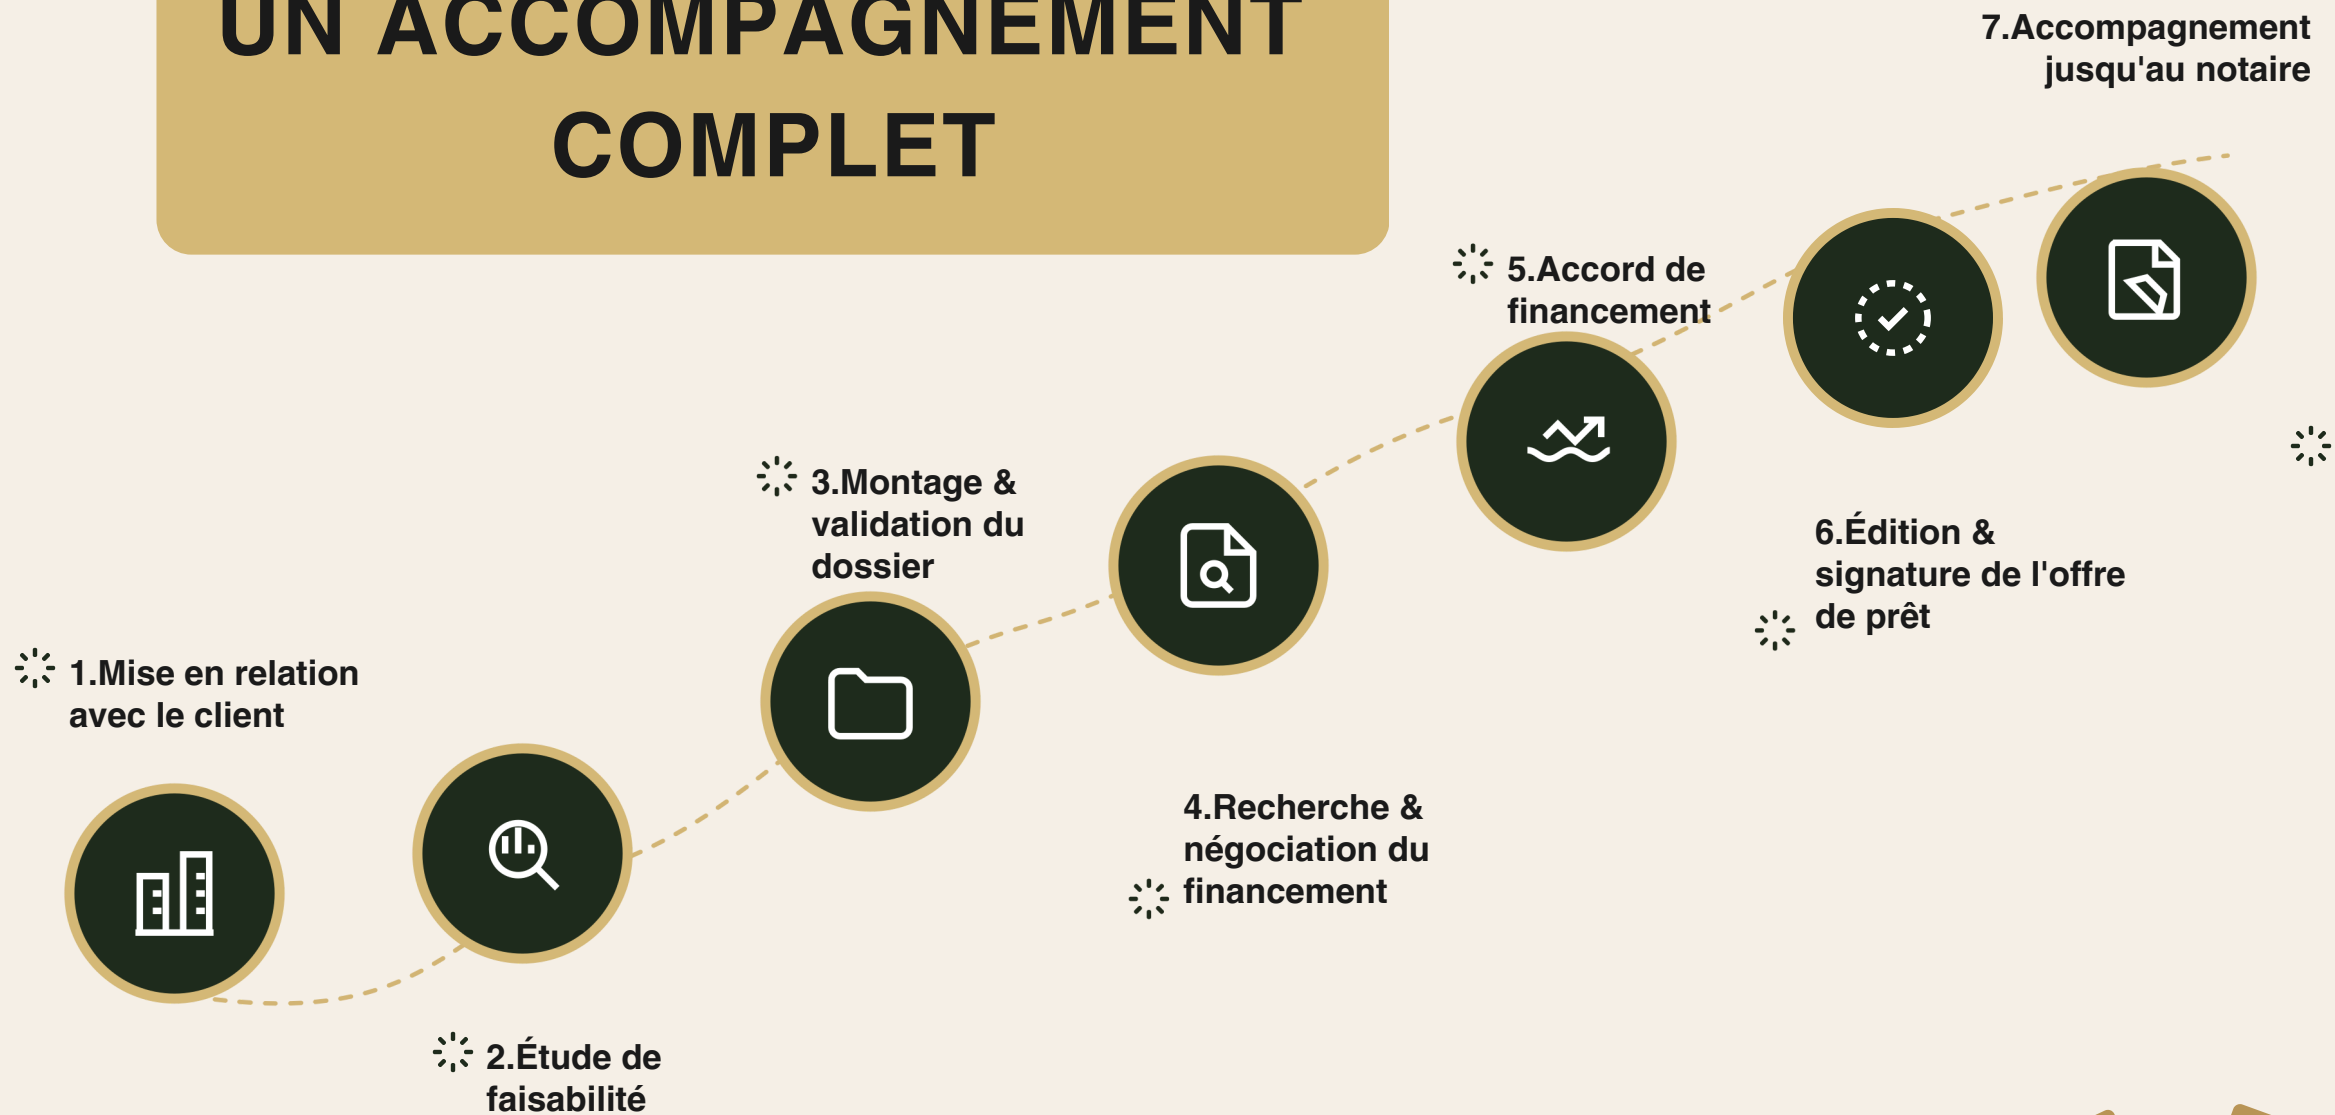 UN ACCOMPAGNEMENT
COMPLET
1.Mise en relation
avec le client
2.Étude de
faisabilité
3.Montage &
validation du
dossier
4.Recherche &
négociation du
financement
5.Accord de
financement
6.Édition &
signature de l'offre
de prêt
7.Accompagnement
jusqu'au notaire